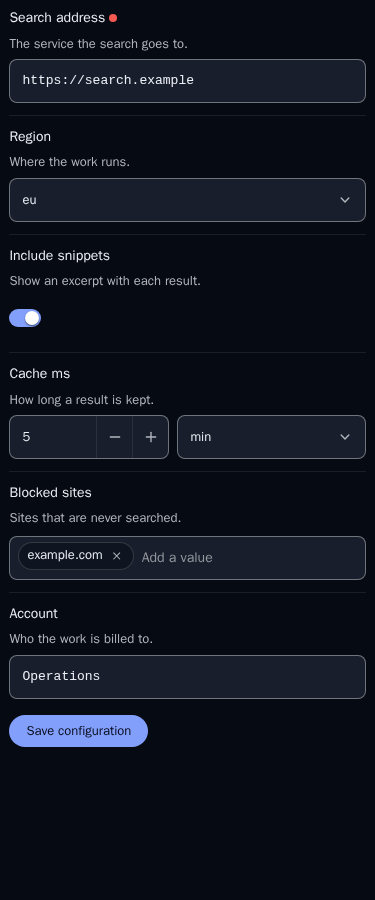 Search address
The service the search goes to.
https://search.example
Region
Where the work runs.
eu
Include snippets
Show an excerpt with each result.
Cache ms
How long a result is kept.
5
min
Blocked sites
Sites that are never searched.
example.com
Add a value
Account
Who the work is billed to.
Operations
Save configuration